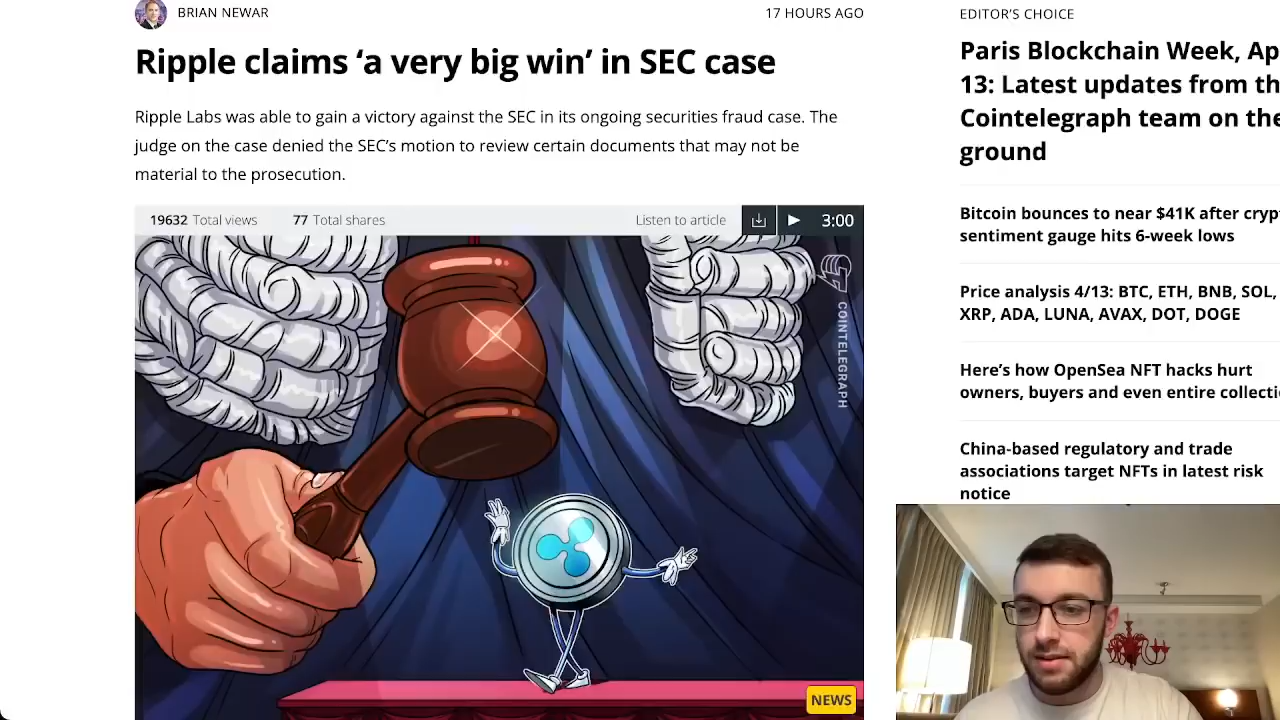 BRIAN NEWAR
17 HOURS AGO
Ripple claims ‘a very big win’ in SEC case
Ripple Labs was able to gain a victory against the SEC in its ongoing securities fraud case. The
judge on the case denied the SEC’s motion to review certain documents that may not be
material to the prosecution.
19632 Total views
77 Total shares
Listen to article
3:00
COINTELEGRAPH
NEWS
EDITOR’S CHOICE
Paris Blockchain Week, Ap
13: Latest updates from th
Cointelegraph team on the
ground
Bitcoin bounces to near $41K after cryp
sentiment gauge hits 6-week lows
Price analysis 4/13: BTC, ETH, BNB, SOL,
XRP, ADA, LUNA, AVAX, DOT, DOGE
Here’s how OpenSea NFT hacks hurt
owners, buyers and even entire collecti
China-based regulatory and trade
associations target NFTs in latest risk
notice